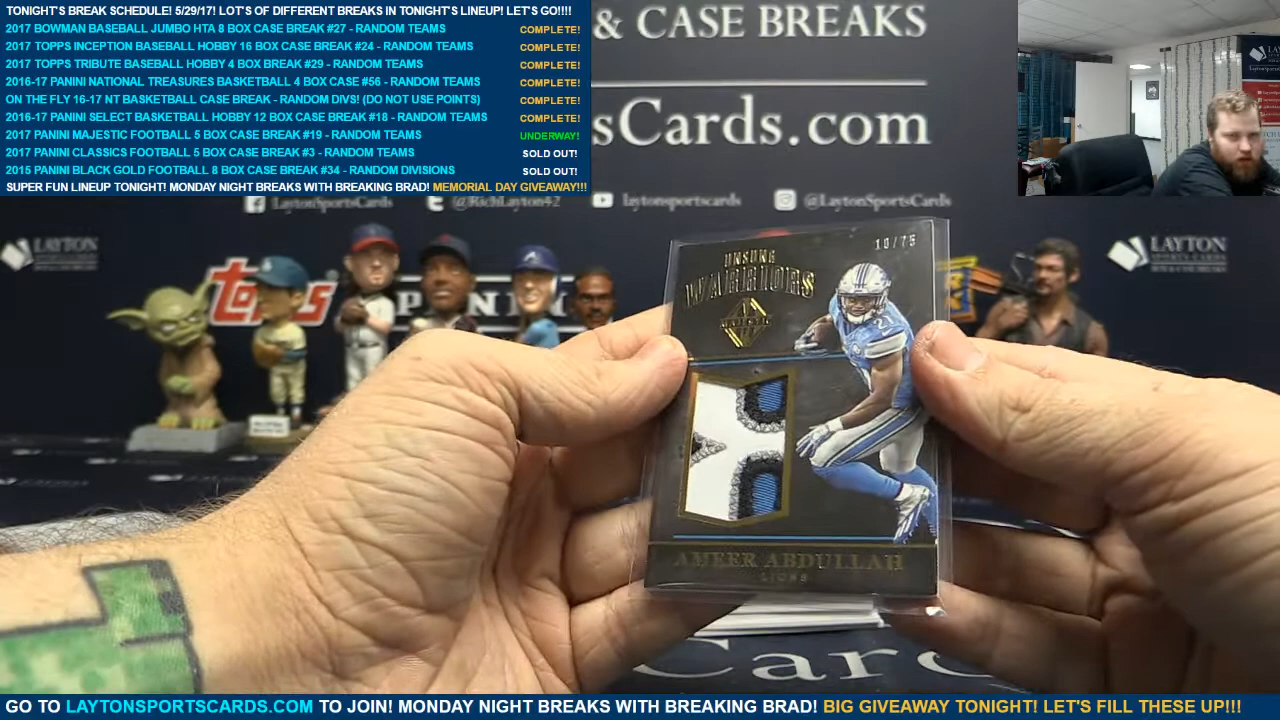 TONIGHT'S BREAK SCHEDULE! 5/29/17! LOT'S OF DIFFERENT BREAKS IN TONIGHT'S LINEUP! LET'S GO!!!!
2017 BOWMAN BASEBALL JUMBO HTA 8 BOX CASE BREAK #27 - RANDOM TEAMS COMPLETE!
2017 TOPPS INCEPTION BASEBALL HOBBY 16 BOX CASE BREAK #24 - RANDOM TEAMS COMPLETE!
2017 TOPPS TRIBUTE BASEBALL HOBBY 4 BOX BREAK #29 - RANDOM TEAMS COMPLETE!
2016-17 PANINI NATIONAL TREASURES BASKETBALL 4 BOX CASE #56 - RANDOM TEAMS COMPLETE!
ON THE FLY 16-17 NT BASKETBALL CASE BREAK - RANDOM DIVS! (DO NOT USE POINTS) COMPLETE!
2016-17 PANINI SELECT BASKETBALL HOBBY 12 BOX CASE BREAK #18 - RANDOM TEAMS COMPLETE!
2017 PANINI MAJESTIC FOOTBALL 5 BOX CASE BREAK #19 - RANDOM TEAMS UNDERWAY!
2017 PANINI CLASSICS FOOTBALL 5 BOX CASE BREAK #3 - RANDOM TEAMS SOLD OUT!
2015 PANINI BLACK GOLD FOOTBALL 8 BOX CASE BREAK #34 - RANDOM DIVISIONS SOLD OUT!
SUPER FUN LINEUP TONIGHT! MONDAY NIGHT BREAKS WITH BREAKING BRAD! MEMORIAL DAY GIVEAWAY!!!
& CASE BREAKS
sCards.com
LaytonSportsCards @RichLayton42 laytonsportscards @LaytonSportsCards
LAYTON
LAYTON
SPORTS CARDS
Topps
PANINI
10/75
UNSUNG
WARRIORS
21
AMEER ABDULLAH
LIONS
Carc
GO TO LAYTONSPORTSCARDS.COM TO JOIN! MONDAY NIGHT BREAKS WITH BREAKING BRAD! BIG GIVEAWAY TONIGHT! LET'S FILL THESE UP!!!